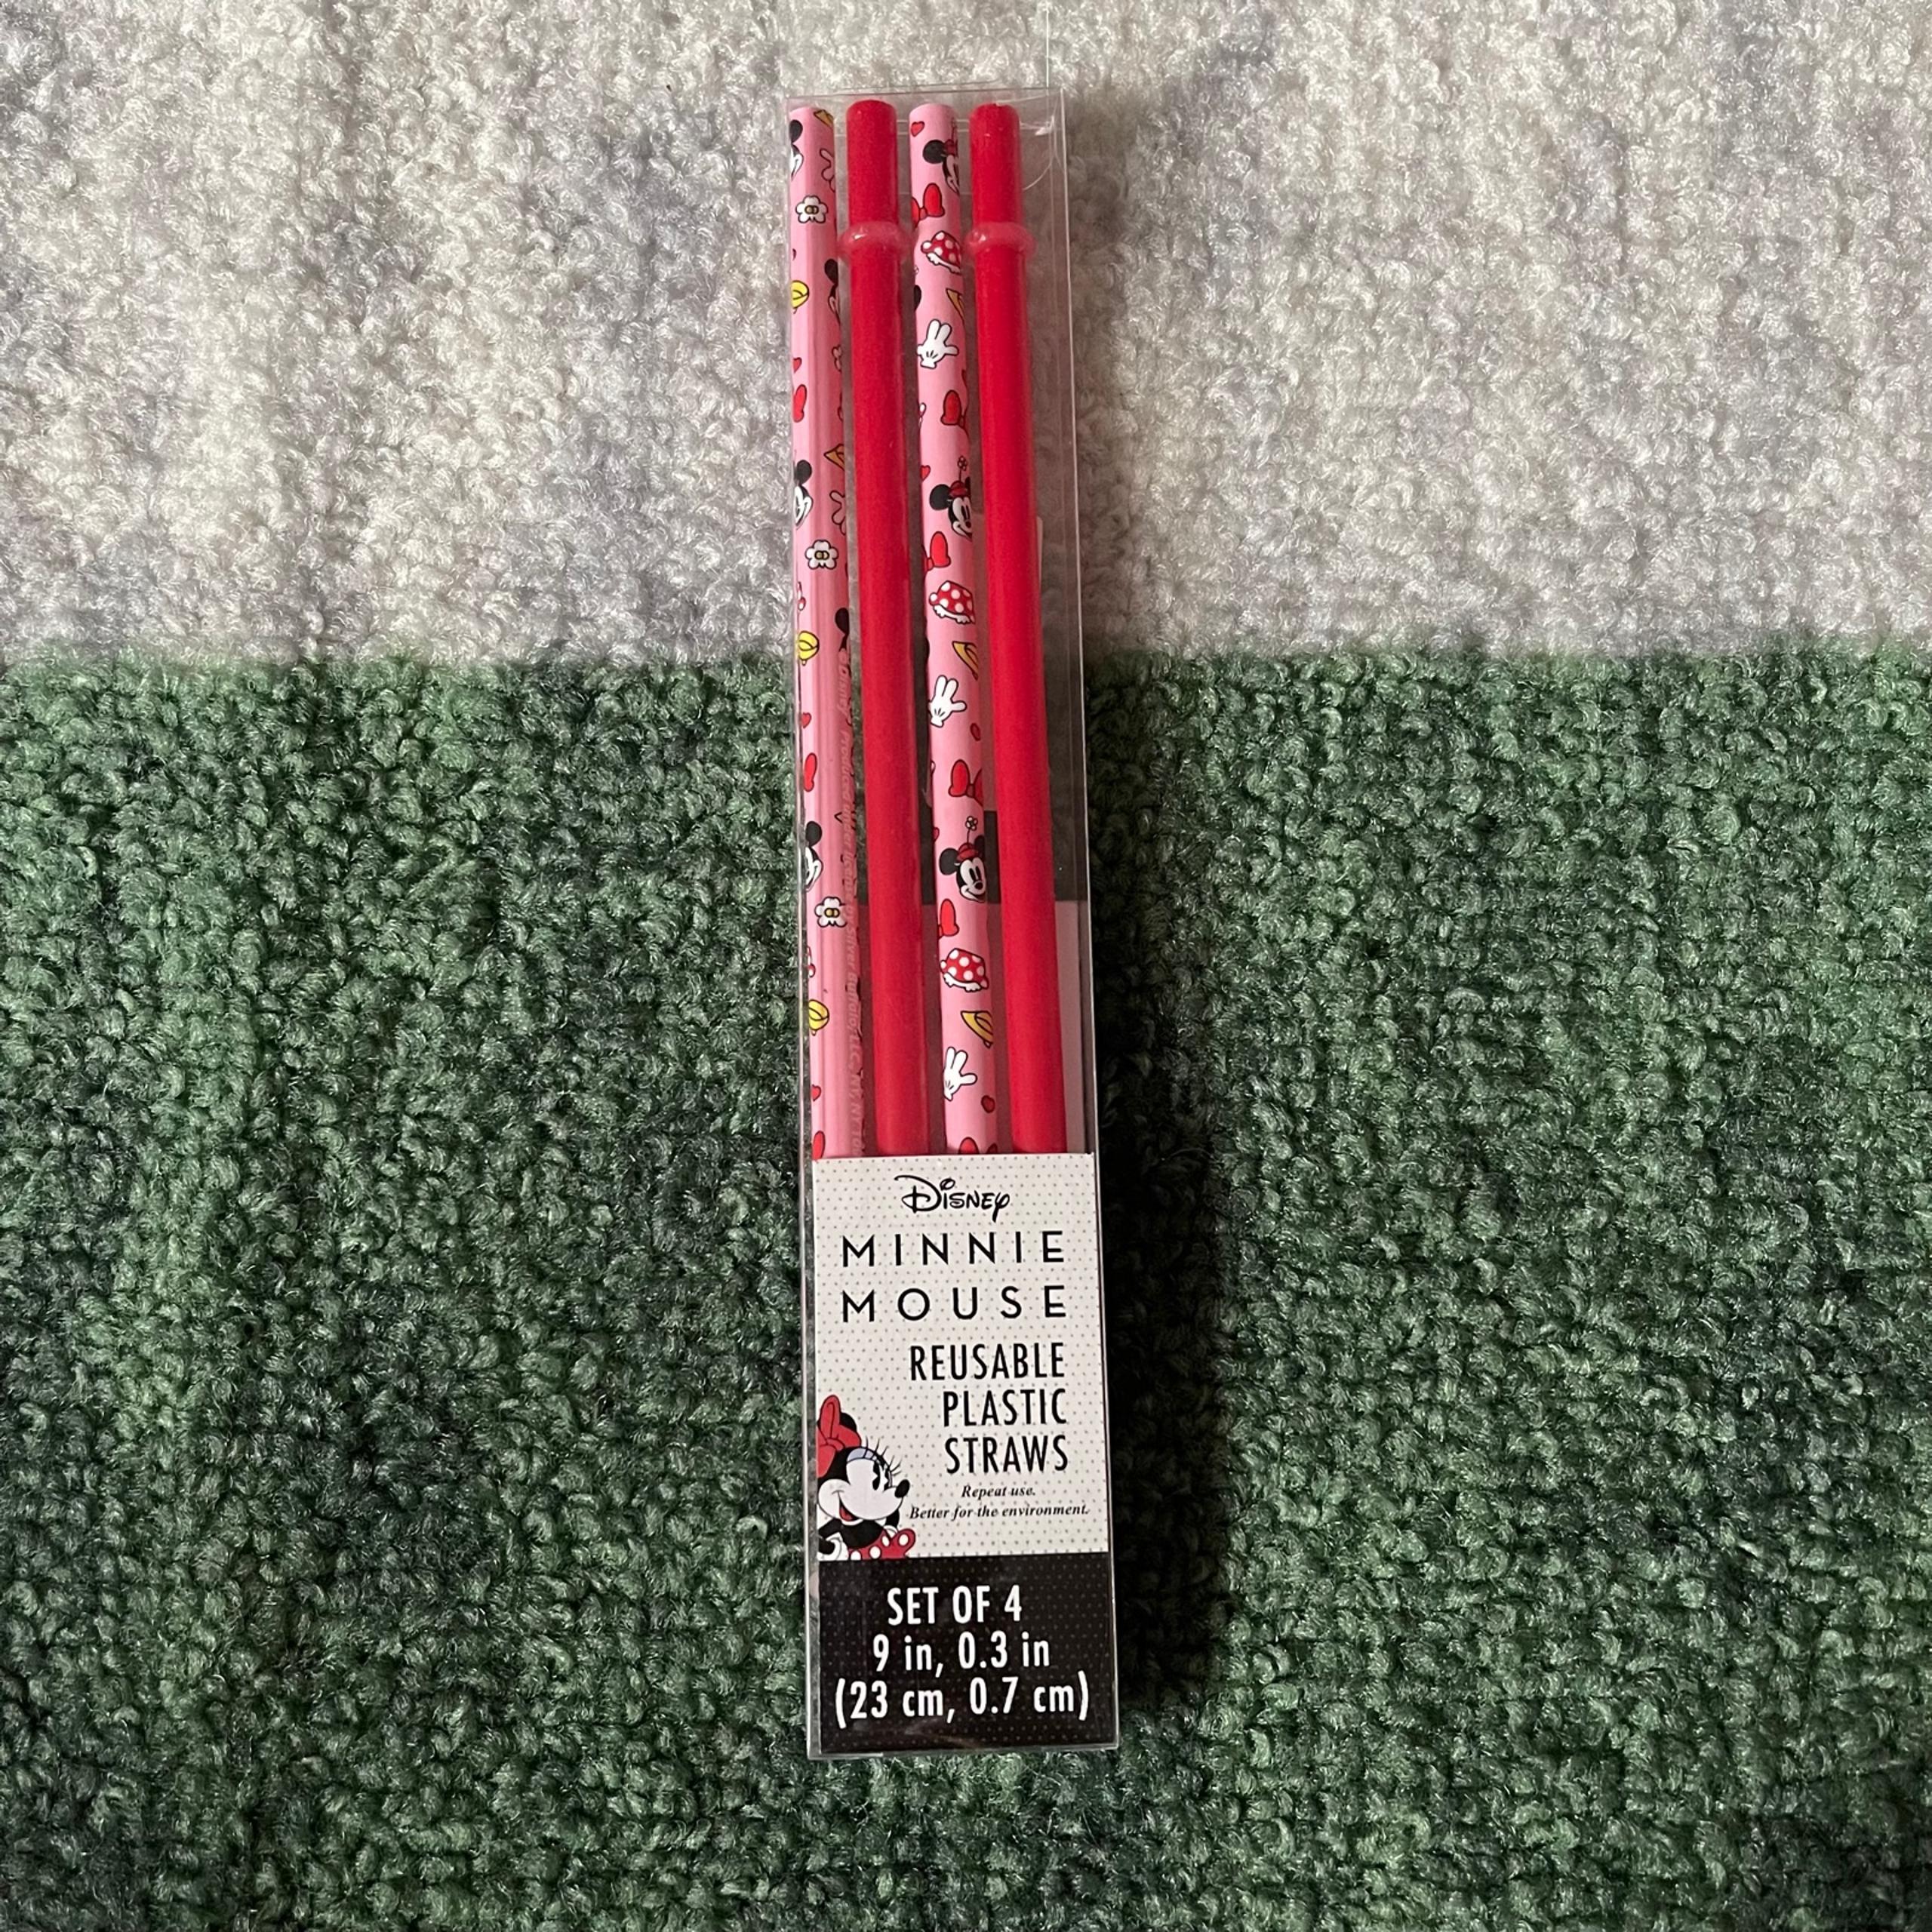 Disney
MINNIE
MOUSE
REUSABLE
PLASTIC
STRAWS
Repeat use.
Better for the environment.
SET OF 4
9 in, 0.3 in
(23 cm, 0.7 cm)